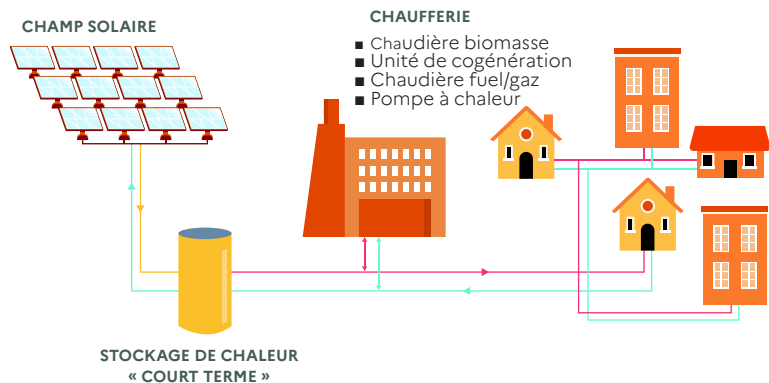 CHAMP SOLAIRE
CHAUFFERIE
▪ Chaudière biomasse
▪ Unité de cogénération
▪ Chaudière fuel/gaz
▪ Pompe à chaleur
STOCKAGE DE CHALEUR
« COURT TERME »